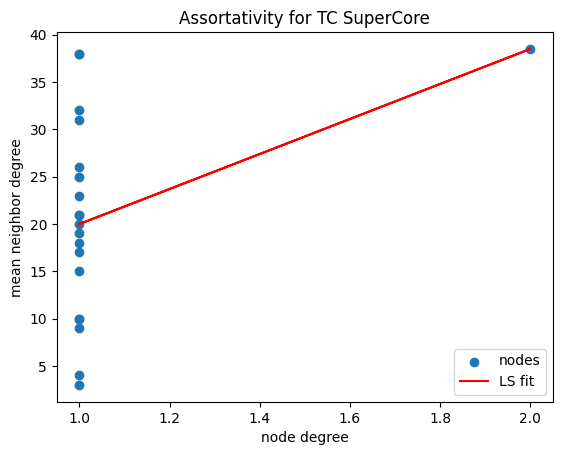 Assortativity for TC SuperCore
40
35
30
25
20
15
10
5
mean neighbor degree
1.0 1.2 1.4 1.6 1.8 2.0
node degree
nodes
LS fit